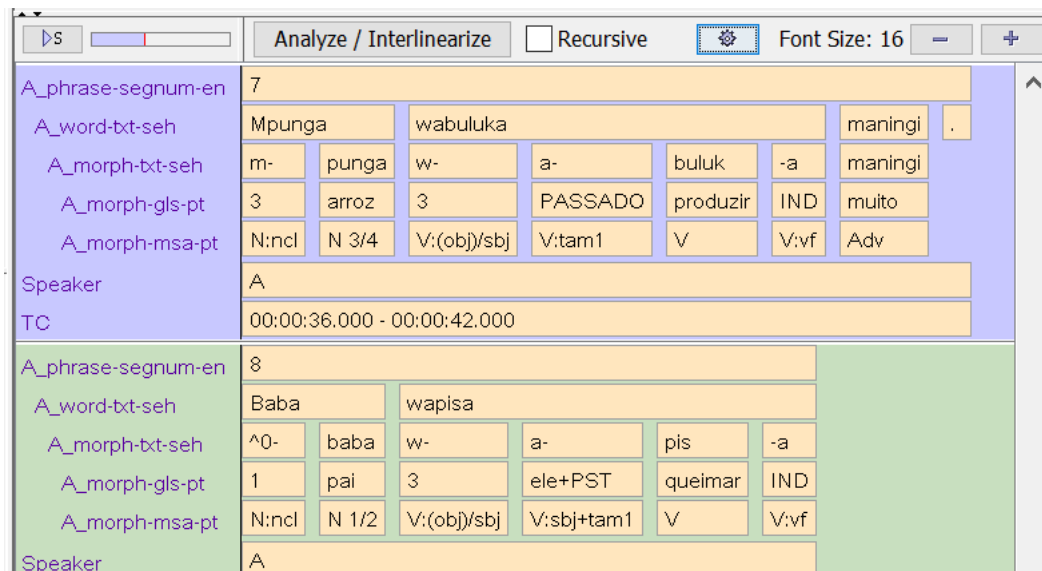 S Analyze / Interlinearize Recursive Font Size: 16
A_phrase-segnum-en 7
A_word-txt-seh Mpunga wabuluka maningi .
A_morph-txt-seh m- punga w- a- buluk -a maningi
A_morph-gls-pt 3 arroz 3 PASSADO produzir IND muito
A_morph-msa-pt N:ncl N 3/4 V:(obj)/sbj V:tam1 V V:vf Adv
Speaker A
TC 00:00:36.000 - 00:00:42.000
A_phrase-segnum-en 8
A_word-txt-seh Baba wapisa
A_morph-txt-seh ^0- baba w- a- pis -a
A_morph-gls-pt 1 pai 3 ele+PST queimar IND
A_morph-msa-pt N:ncl N 1/2 V:(obj)/sbj V:sbj+tam1 V V:vf
Speaker A